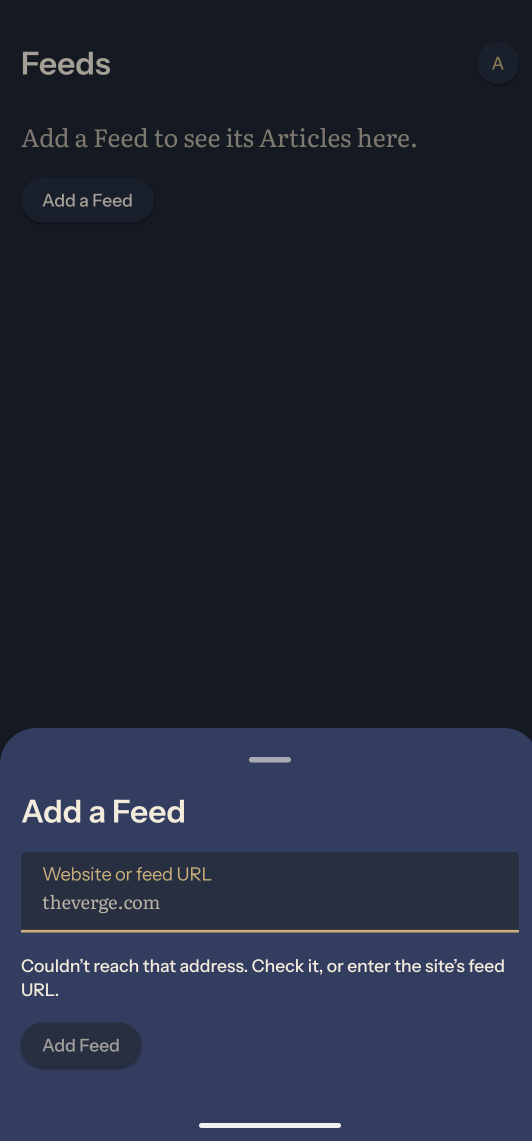 Feeds
A
Add a Feed to see its Articles here.
Add a Feed
Add a Feed
Website or feed URL
theverge.com
Couldn’t reach that address. Check it, or enter the site’s feed
URL.
Add Feed